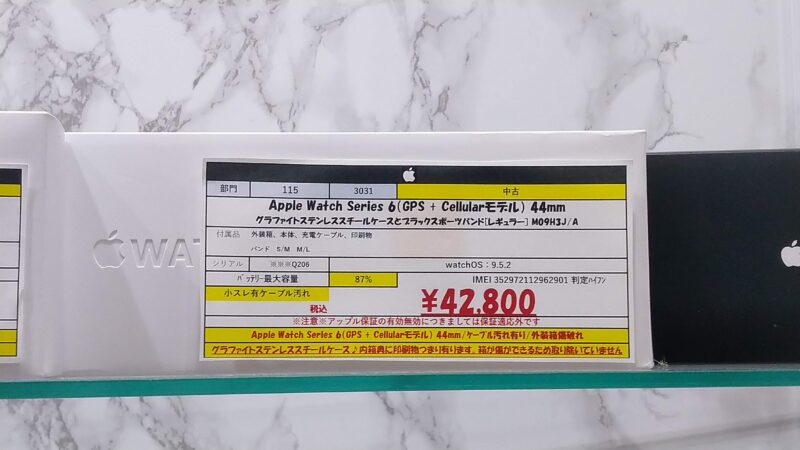 部門 115 3031 中古
Apple Watch Series 6(GPS + Cellularモデル) 44mm
グラファイトステンレススチールケースとブラックスポーツバンド[レギュラー] M09H3J/A
付属品 外装箱、本体、充電ケーブル、印刷物
バンド S/M M/L
シリアル ※※※Q206 watchOS：9.5.2
バッテリー最大容量 87% IMEI 352972112962901 判定ハイフン
小スレ有ケーブル汚れ
税込 ¥42,800
※注意※アップル保証の有効無効につきましては保証適応外です
Apple Watch Series 6(GPS + Cellularモデル) 44mm/ケーブル汚れ有り/外装箱傷破れ
グラファイトステンレススチールケース♪内箱奥に印刷物つまり有ります。箱が傷ができるため取り除いていません
WAT